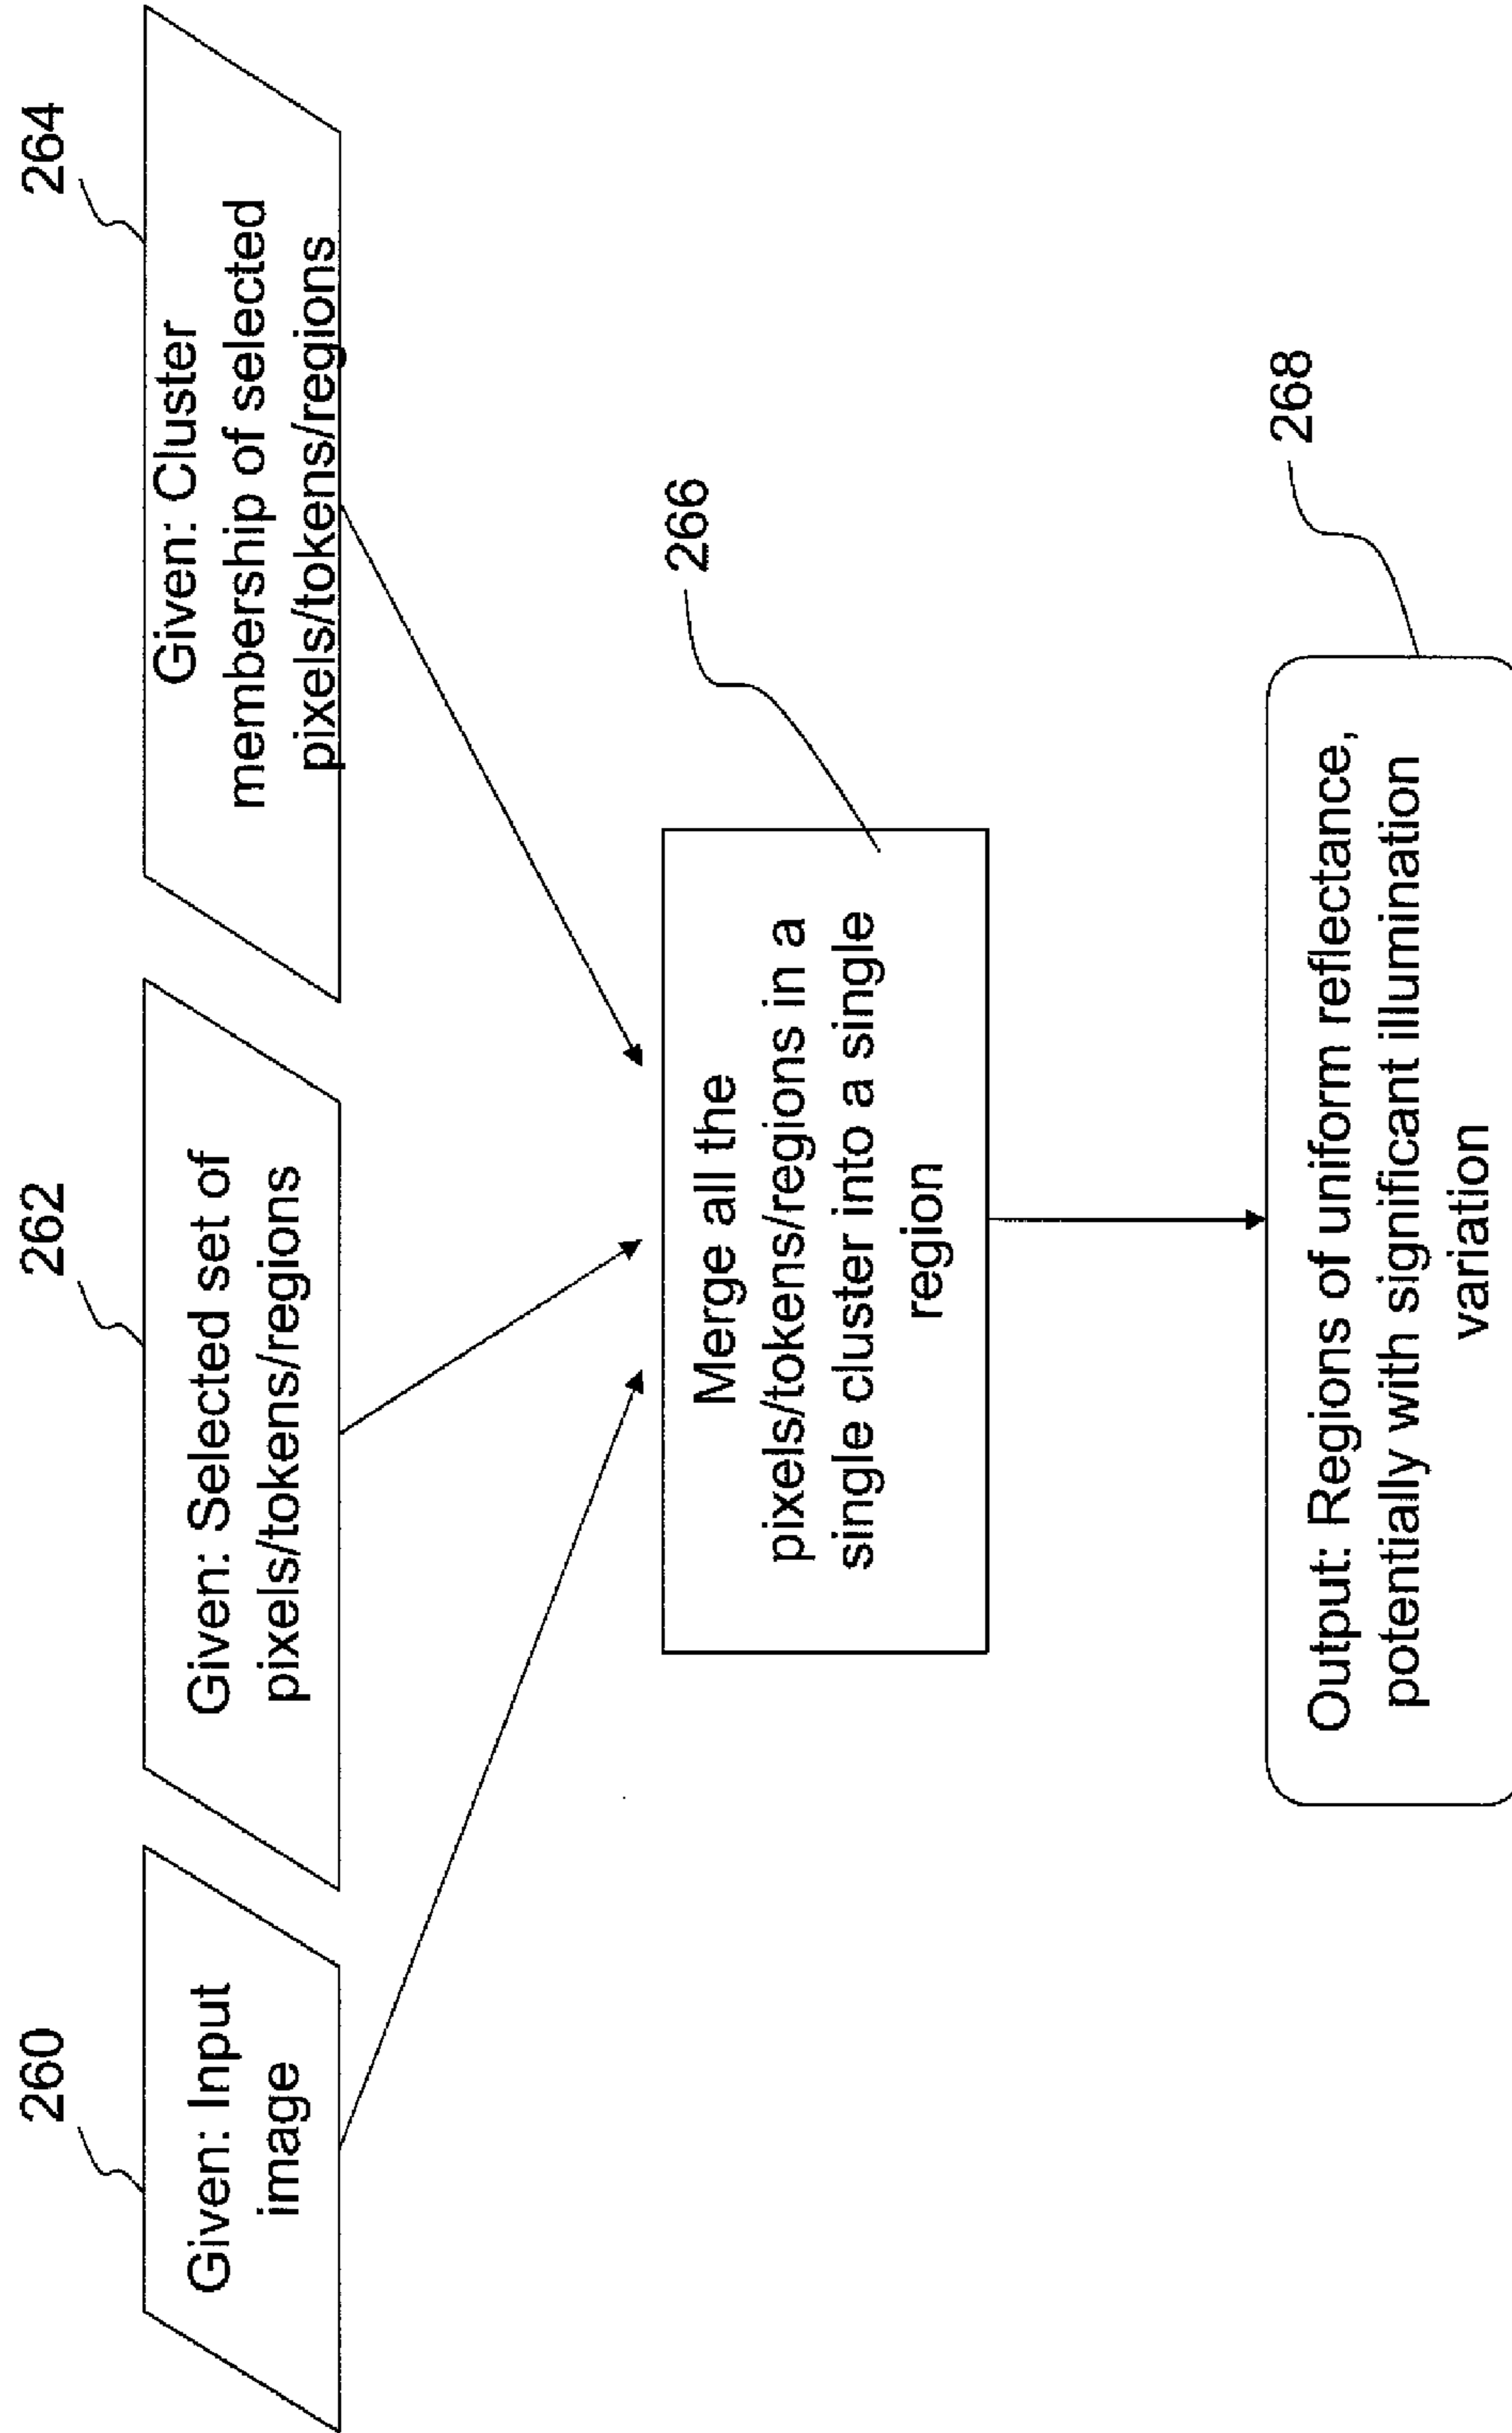 260
Given: Input
image
262
Given: Selected set of
pixels/tokens/regions
264
Given: Cluster
membership of selected
pixels/tokens/regions
266
Merge all the
pixels/tokens/regions in a
single cluster into a single
region
268
Output: Regions of uniform reflectance,
potentially with significant illumination
variation